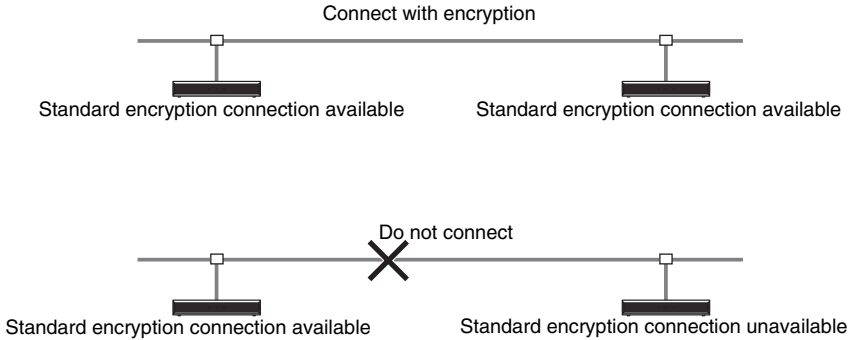 Connect with encryption
Standard encryption connection available
Standard encryption connection available
Do not connect
Standard encryption connection available
Standard encryption connection unavailable